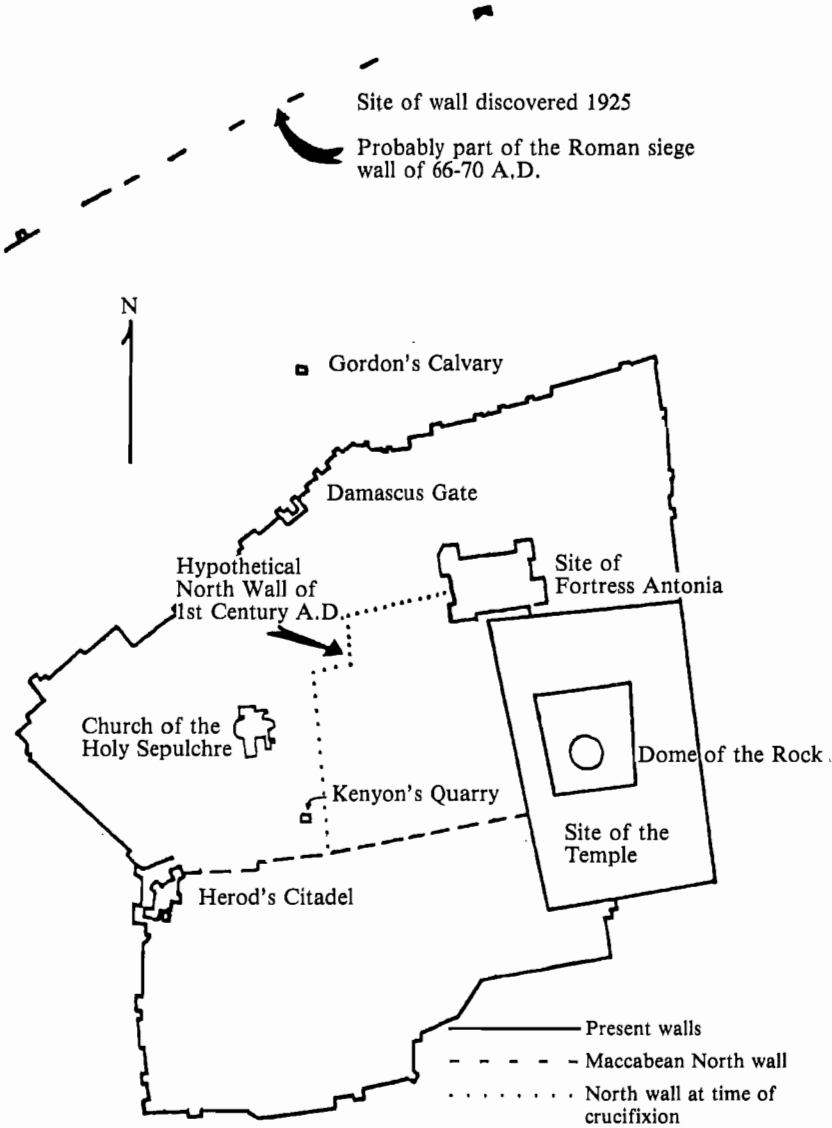 Site of wall discovered 1925
Probably part of the Roman siege
wall of 66-70 A.D.
N
Gordon's Calvary
Damascus Gate
Hypothetical
North Wall of
1st Century A.D.
Site of
Fortress Antonia
Church of the
Holy Sepulchre
Dome of the Rock
Kenyon's Quarry
Site of the
Temple
Herod's Citadel
Present walls
Maccabean North wall
North wall at time of
crucifixion